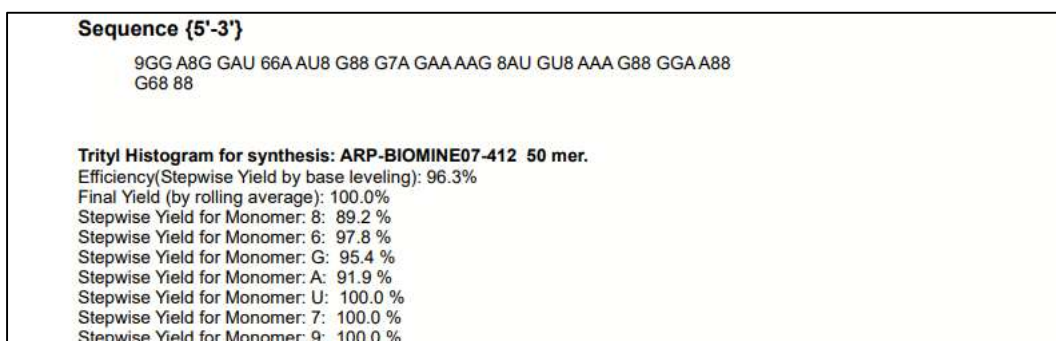 Sequence {5'-3'}
9GG A8G GAU 66A AU8 G88 G7A GAA AAG 8AU GU8 AAA G88 GGA A88
G68 88
Trityl Histogram for synthesis: ARP-BIOMINE07-412 50 mer.
Efficiency(Stepwise Yield by base leveling): 96.3%
Final Yield (by rolling average): 100.0%
Stepwise Yield for Monomer: 8: 89.2 %
Stepwise Yield for Monomer: 6: 97.8 %
Stepwise Yield for Monomer: G: 95.4 %
Stepwise Yield for Monomer: A: 91.9 %
Stepwise Yield for Monomer: U: 100.0 %
Stepwise Yield for Monomer: 7: 100.0 %
Stepwise Yield for Monomer: 9: 100.0 %